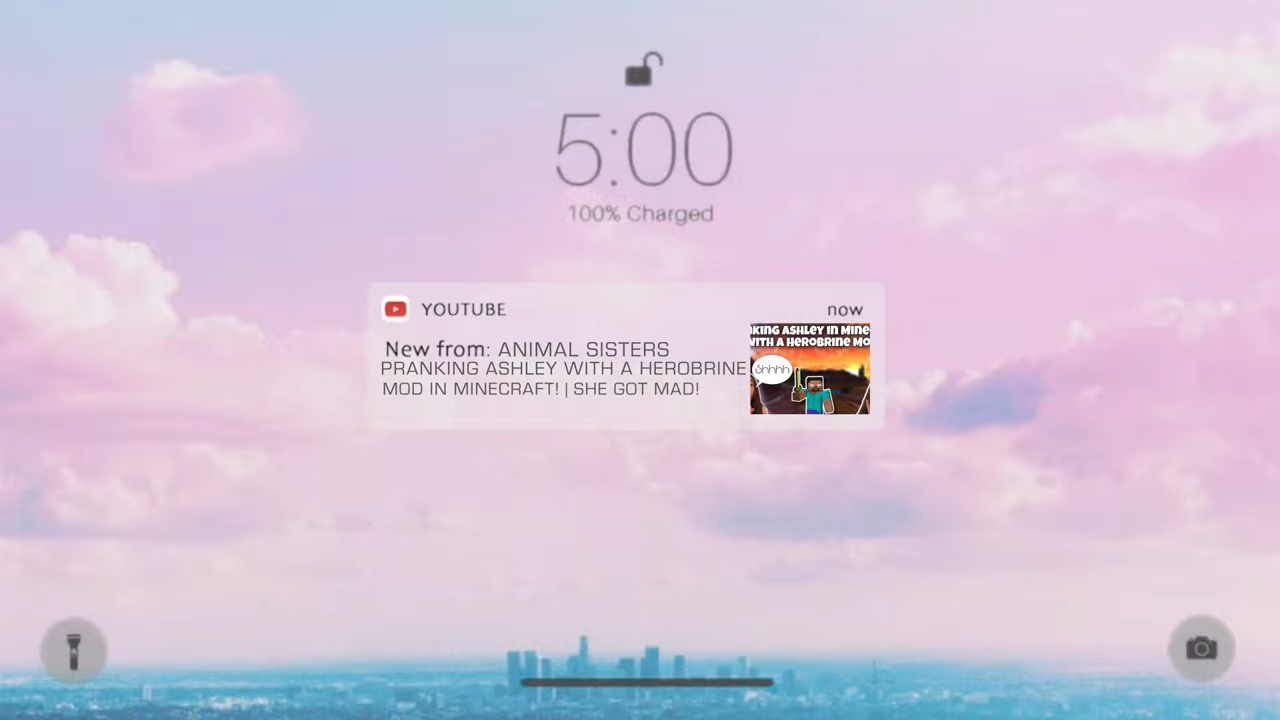 5:00
100% Charged
YOUTUBE
now
New from: ANIMAL SISTERS
PRANKING ASHLEY WITH A HEROBRINE
MOD IN MINECRAFT! | SHE GOT MAD!
KING ASHLEY IN MINE
WITH A HEROBRINE MO
Shhhh